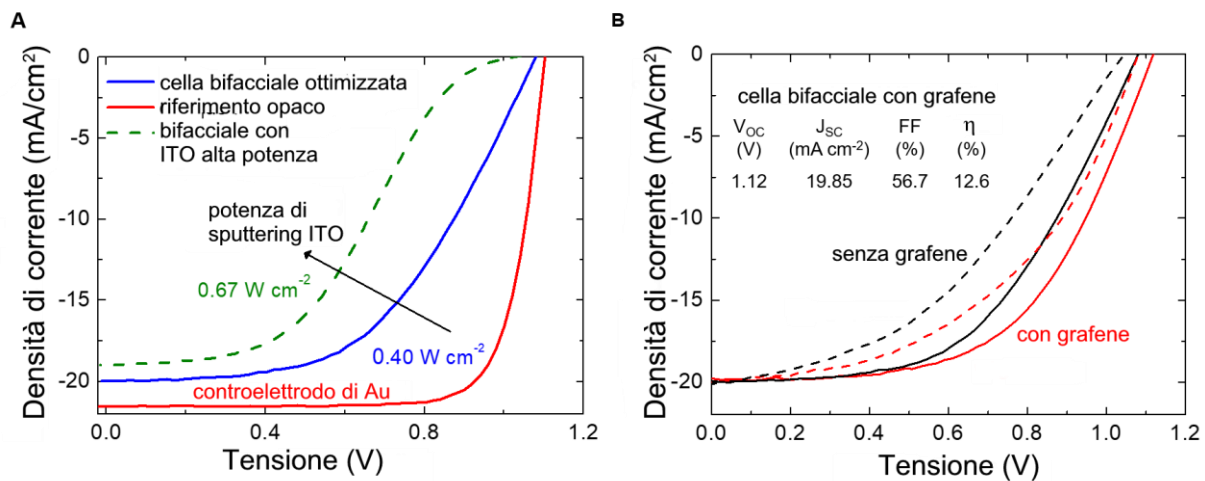 A
Densità di corrente (mA/cm²)
0
-5
-10
-15
-20
cella bifacciale ottimizzata
riferimento opaco
bifacciale con
ITO alta potenza
potenza di
sputtering ITO
0.67 W cm⁻²
0.40 W cm⁻²
controelettrodo di Au
0.0 0.4 0.8 1.2
Tensione (V)
B
Densità di corrente (mA/cm²)
0
-5
-10
-15
-20
-25
cella bifacciale con grafene
V_OC J_SC FF η
(V) (mA cm⁻²) (%) (%)
1.12 19.85 56.7 12.6
senza grafene
con grafene
0.0 0.2 0.4 0.6 0.8 1.0 1.2
Tensione (V)